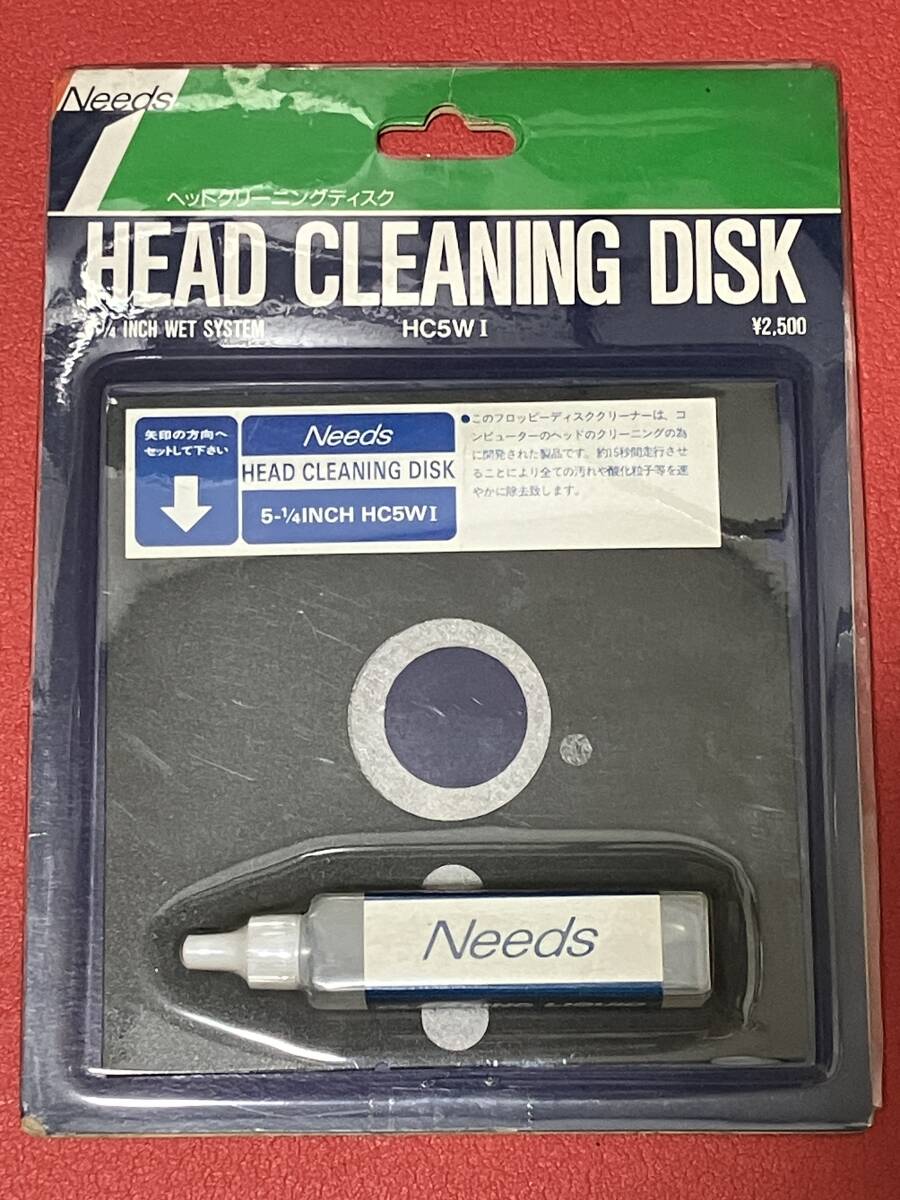 Needs
ヘッドクリーニングディスク
HEAD CLEANING DISK
5-¼ INCH WET SYSTEM
HC5W I
¥2,500
矢印の方向へ
セットして下さい
Needs
HEAD CLEANING DISK
5-¼INCH HC5W I
●このフロッピーディスククリーナーは、コ
ンピューターのヘッドのクリーニングの為
に開発された製品です。約15秒間走行させ
ることにより全ての汚れや酸化粒子等を速
やかに除去致します。
Needs